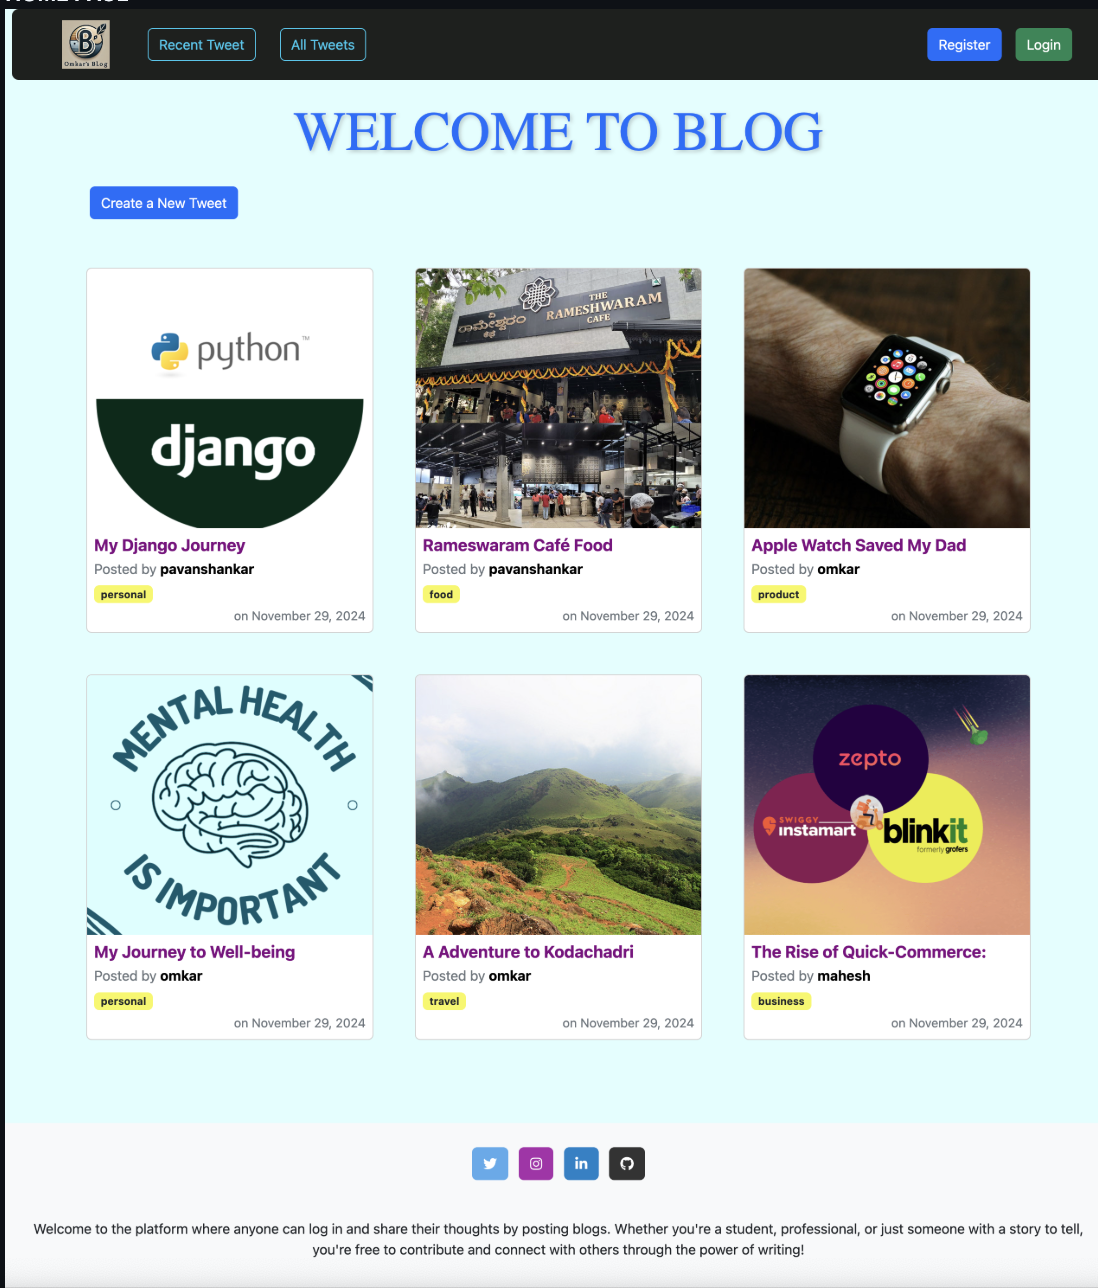 HOME PAGE
B
Omkar's Blog
Recent Tweet
All Tweets
Register
Login
WELCOME TO BLOG
Create a New Tweet
python™
django
ದಿ
ರಾಮೇಶ್ವರಂ
ಕೆಫೆ
THE
RAMESHWARAM
CAFE
My Django Journey
Posted by pavanshankar
personal
on November 29, 2024
Rameswaram Café Food
Posted by pavanshankar
food
on November 29, 2024
Apple Watch Saved My Dad
Posted by omkar
product
on November 29, 2024
MENTAL HEALTH
IS IMPORTANT
zepto
SWIGGY
instamart
blinkit
formerly grofers
My Journey to Well-being
Posted by omkar
personal
on November 29, 2024
A Adventure to Kodachadri
Posted by omkar
travel
on November 29, 2024
The Rise of Quick-Commerce:
Posted by mahesh
business
on November 29, 2024
in
Welcome to the platform where anyone can log in and share their thoughts by posting blogs. Whether you're a student, professional, or just someone with a story to tell,
you're free to contribute and connect with others through the power of writing!